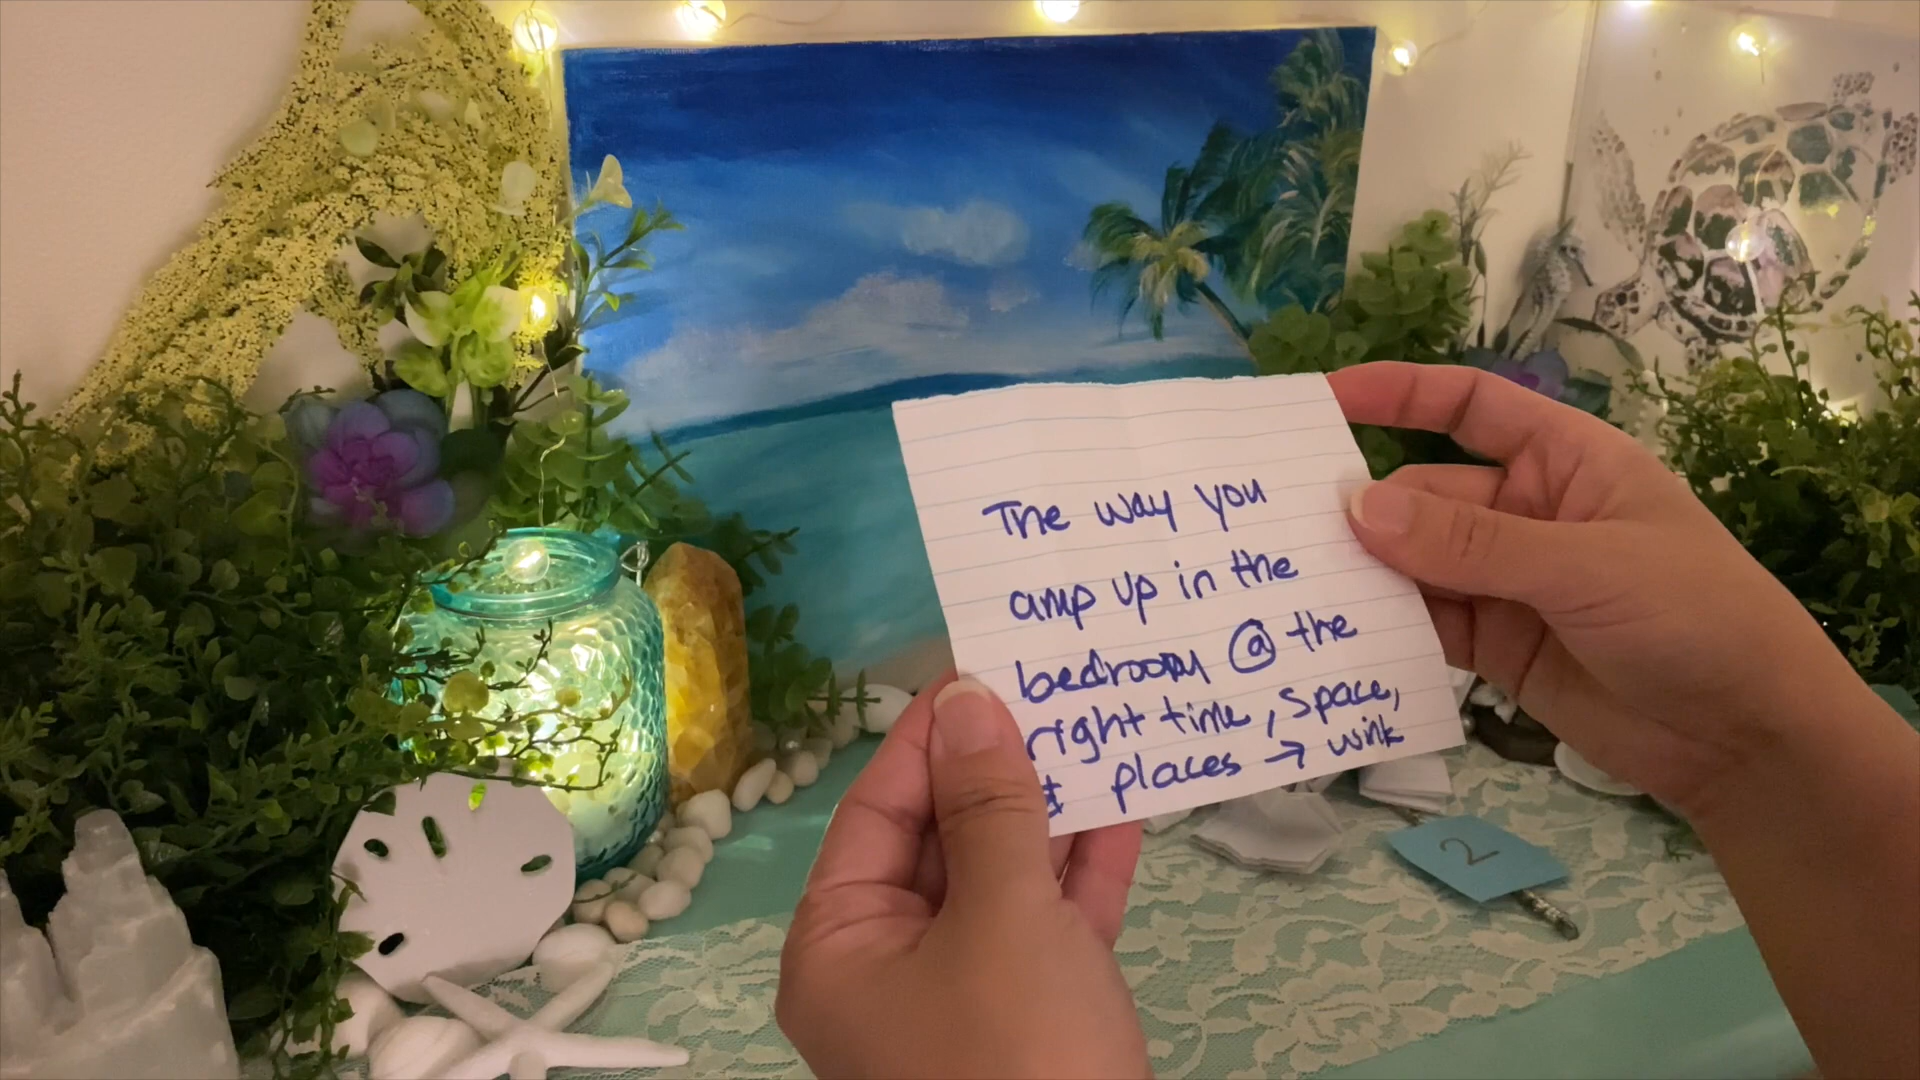 The way you
amp up in the
bedroom @ the
right time, space,
& places → wink
2